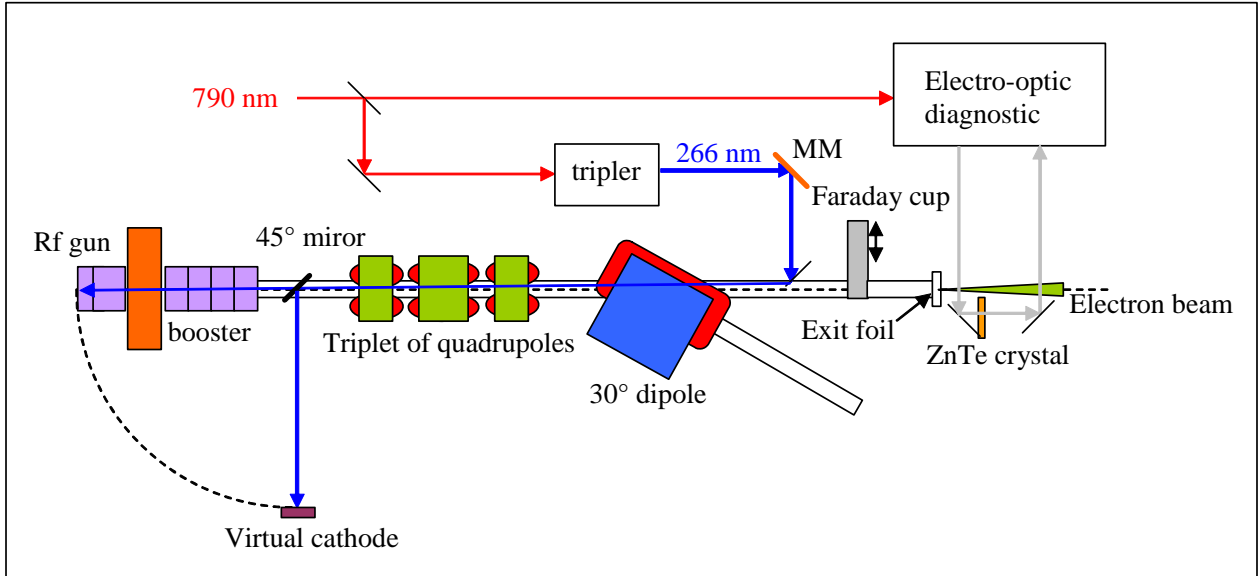 790 nm
Electro-optic
diagnostic
tripler
266 nm
MM
Faraday cup
Rf gun
45° miror
booster
Triplet of quadrupoles
30° dipole
Exit foil
Electron beam
ZnTe crystal
Virtual cathode